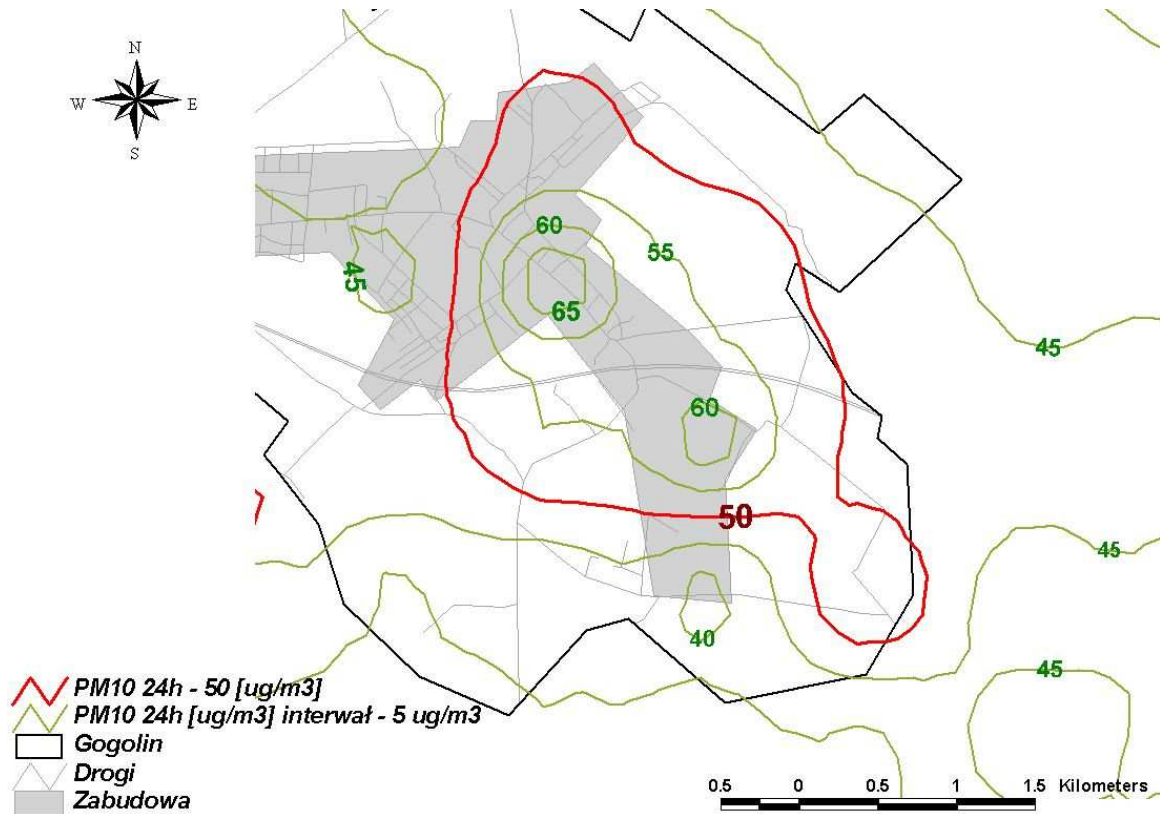 N
W E
S
60
55
45
65
45
60
50
45
40
45
PM10 24h - 50 [ug/m3]
PM10 24h [ug/m3] interwał - 5 ug/m3
Gogolin
Drogi
Zabudowa
0.5 0 0.5 1 1.5 Kilometers